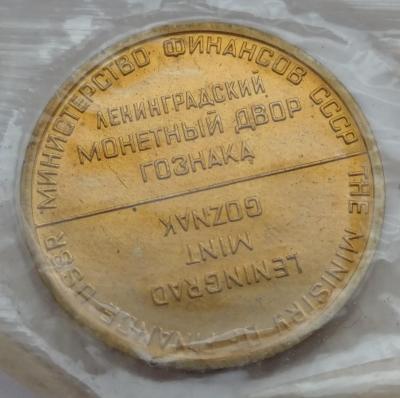 МИНИСТЕРСТВО ФИНАНСОВ СССР
ЛЕНИНГРАДСКИЙ
МОНЕТНЫЙ ДВОР
ГОЗНАКА
THE MINISTRY USSR
LENINGRAD
MINT
GOZNAK